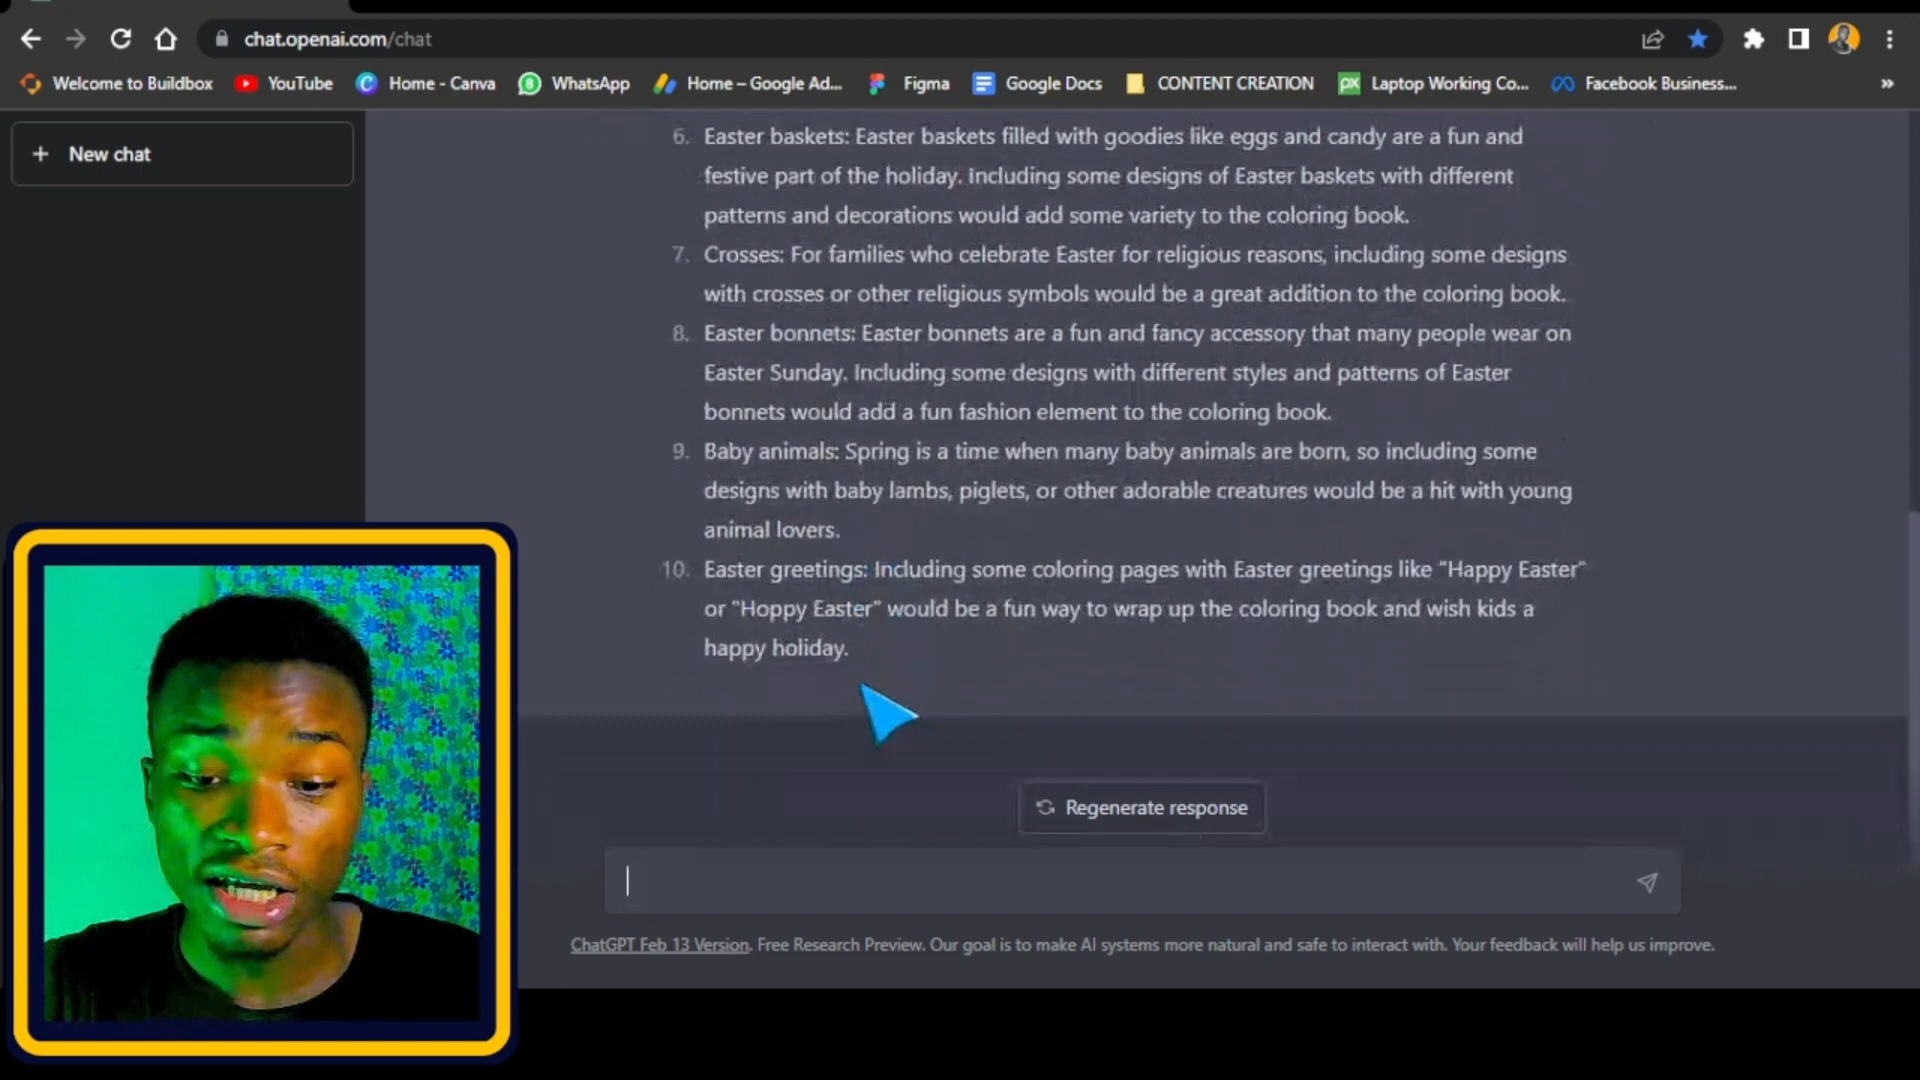 chat.openai.com/chat
Welcome to Buildbox YouTube Home - Canva WhatsApp Home – Google Ad... Figma Google Docs CONTENT CREATION Laptop Working Co... Facebook Business... »
+ New chat
6. Easter baskets: Easter baskets filled with goodies like eggs and candy are a fun and
festive part of the holiday. Including some designs of Easter baskets with different
patterns and decorations would add some variety to the coloring book.
7. Crosses: For families who celebrate Easter for religious reasons, including some designs
with crosses or other religious symbols would be a great addition to the coloring book.
8. Easter bonnets: Easter bonnets are a fun and fancy accessory that many people wear on
Easter Sunday. Including some designs with different styles and patterns of Easter
bonnets would add a fun fashion element to the coloring book.
9. Baby animals: Spring is a time when many baby animals are born, so including some
designs with baby lambs, piglets, or other adorable creatures would be a hit with young
animal lovers.
10. Easter greetings: Including some coloring pages with Easter greetings like "Happy Easter"
or "Hoppy Easter" would be a fun way to wrap up the coloring book and wish kids a
happy holiday.
Regenerate response
ChatGPT Feb 13 Version. Free Research Preview. Our goal is to make AI systems more natural and safe to interact with. Your feedback will help us improve.